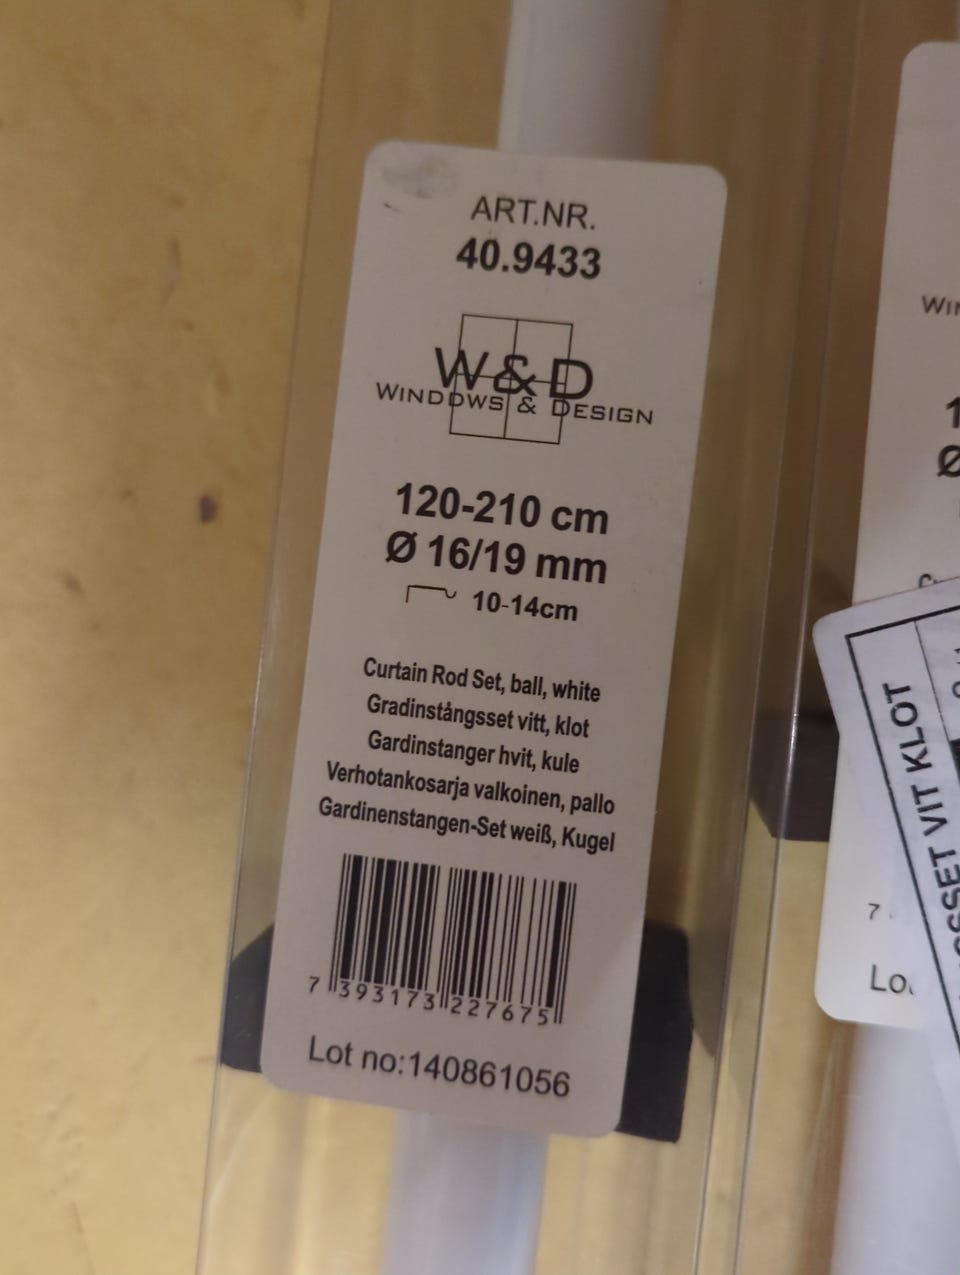 ART.NR.
40.9433
W&D
WINDOWS & DESIGN
120-210 cm
Ø 16/19 mm
10-14cm
Curtain Rod Set, ball, white
Gradinstångsset vitt, klot
Gardinstanger hvit, kule
Verhotankosarja valkoinen, pallo
Gardinenstangen-Set weiß, Kugel
7 393173 227675
Lot no:140861056
VIT KLOT